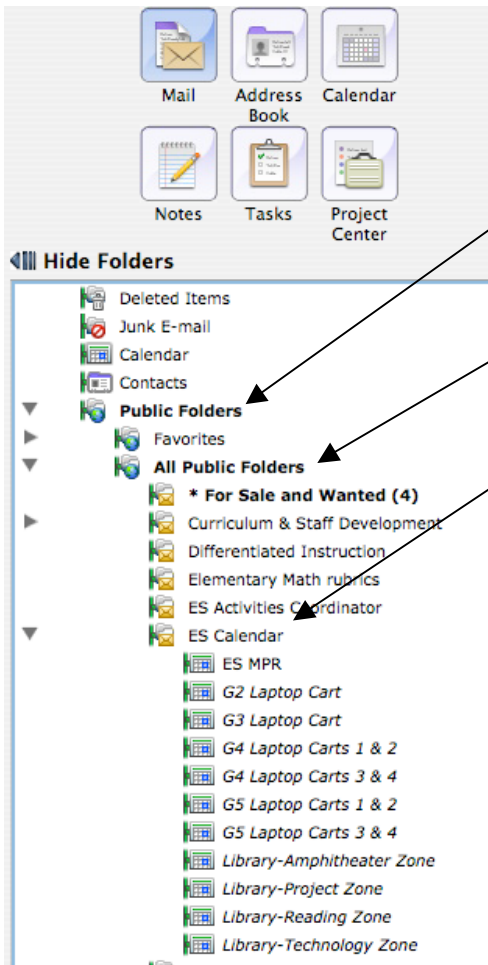 Mail Address Book Calendar
Notes Tasks Project Center
Hide Folders
Deleted Items
Junk E-mail
Calendar
Contacts
Public Folders
Favorites
All Public Folders
* For Sale and Wanted (4)
Curriculum & Staff Development
Differentiated Instruction
Elementary Math rubrics
ES Activities Coordinator
ES Calendar
ES MPR
G2 Laptop Cart
G3 Laptop Cart
G4 Laptop Carts 1 & 2
G4 Laptop Carts 3 & 4
G5 Laptop Carts 1 & 2
G5 Laptop Carts 3 & 4
Library-Amphitheater Zone
Library-Project Zone
Library-Reading Zone
Library-Technology Zone